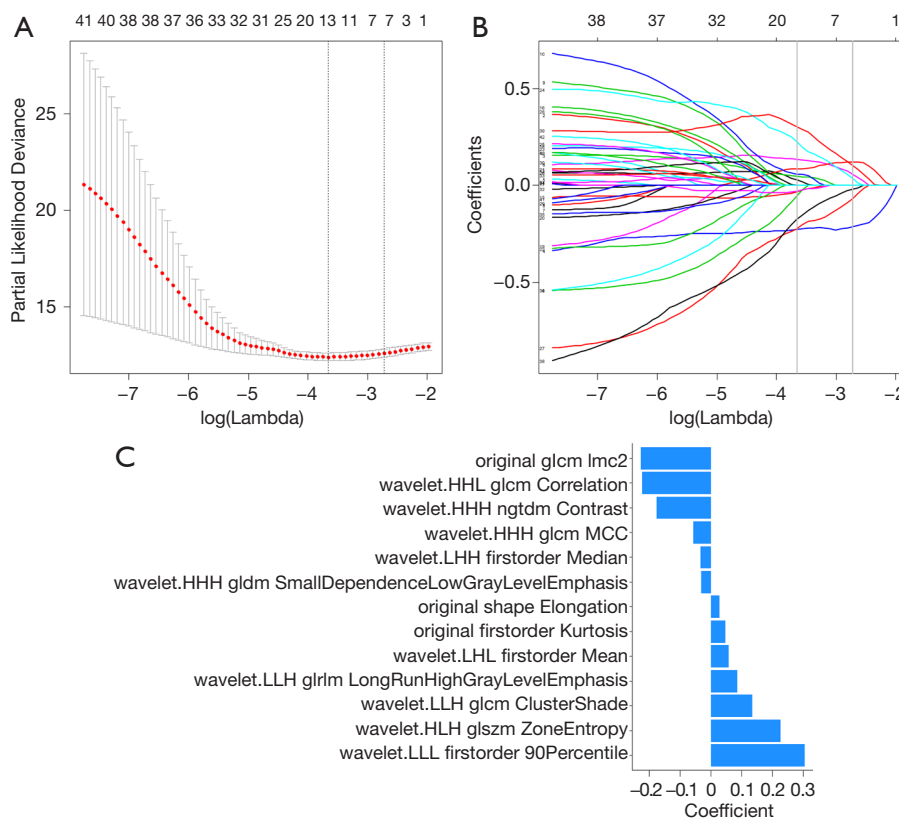 A
41 40 38 38 37 36 33 32 31 25 20 13 11 7 7 3 1
Partial Likelihood Deviance
25
20
15
−7 −6 −5 −4 −3 −2
log(Lambda)
B
38 37 32 20 7 1
Coefficients
0.5
0.0
−0.5
−7 −6 −5 −4 −3 −2
log(Lambda)
C
original glcm lmc2
wavelet.HHL glcm Correlation
wavelet.HHH ngtdm Contrast
wavelet.HHH glcm MCC
wavelet.LHH firstorder Median
wavelet.HHH gldm SmallDependenceLowGrayLevelEmphasis
original shape Elongation
original firstorder Kurtosis
wavelet.LHL firstorder Mean
wavelet.LLH glrlm LongRunHighGrayLevelEmphasis
wavelet.LLH glcm ClusterShade
wavelet.HLH glszm ZoneEntropy
wavelet.LLL firstorder 90Percentile
−0.2 −0.1 0 0.1 0.2 0.3
Coefficient